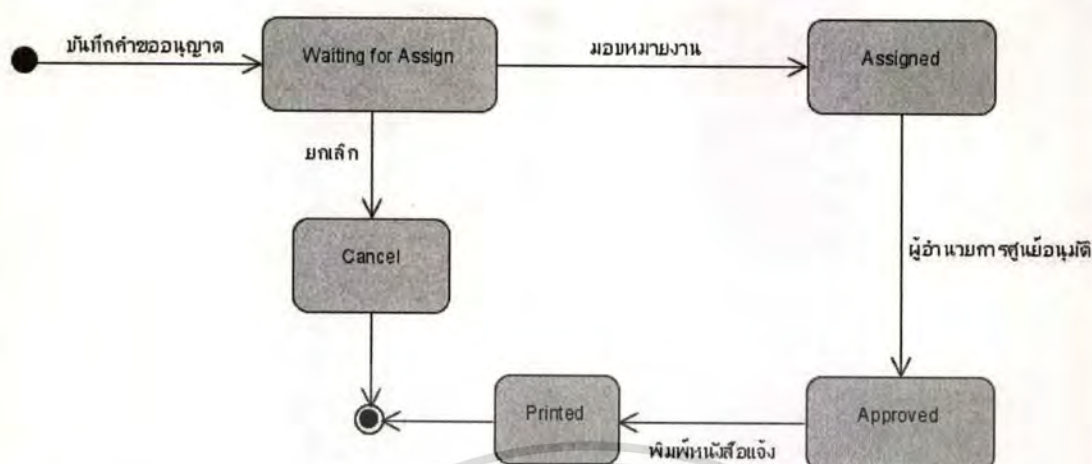 บันทึกคำขออนุญาต
Waiting for Assign
มอบหมายงาน
Assigned
ยกเลิก
Cancel
ผู้อำนวยการศูนย์อนุมัติ
Printed
Approved
พิมพ์หนังสือแจ้ง